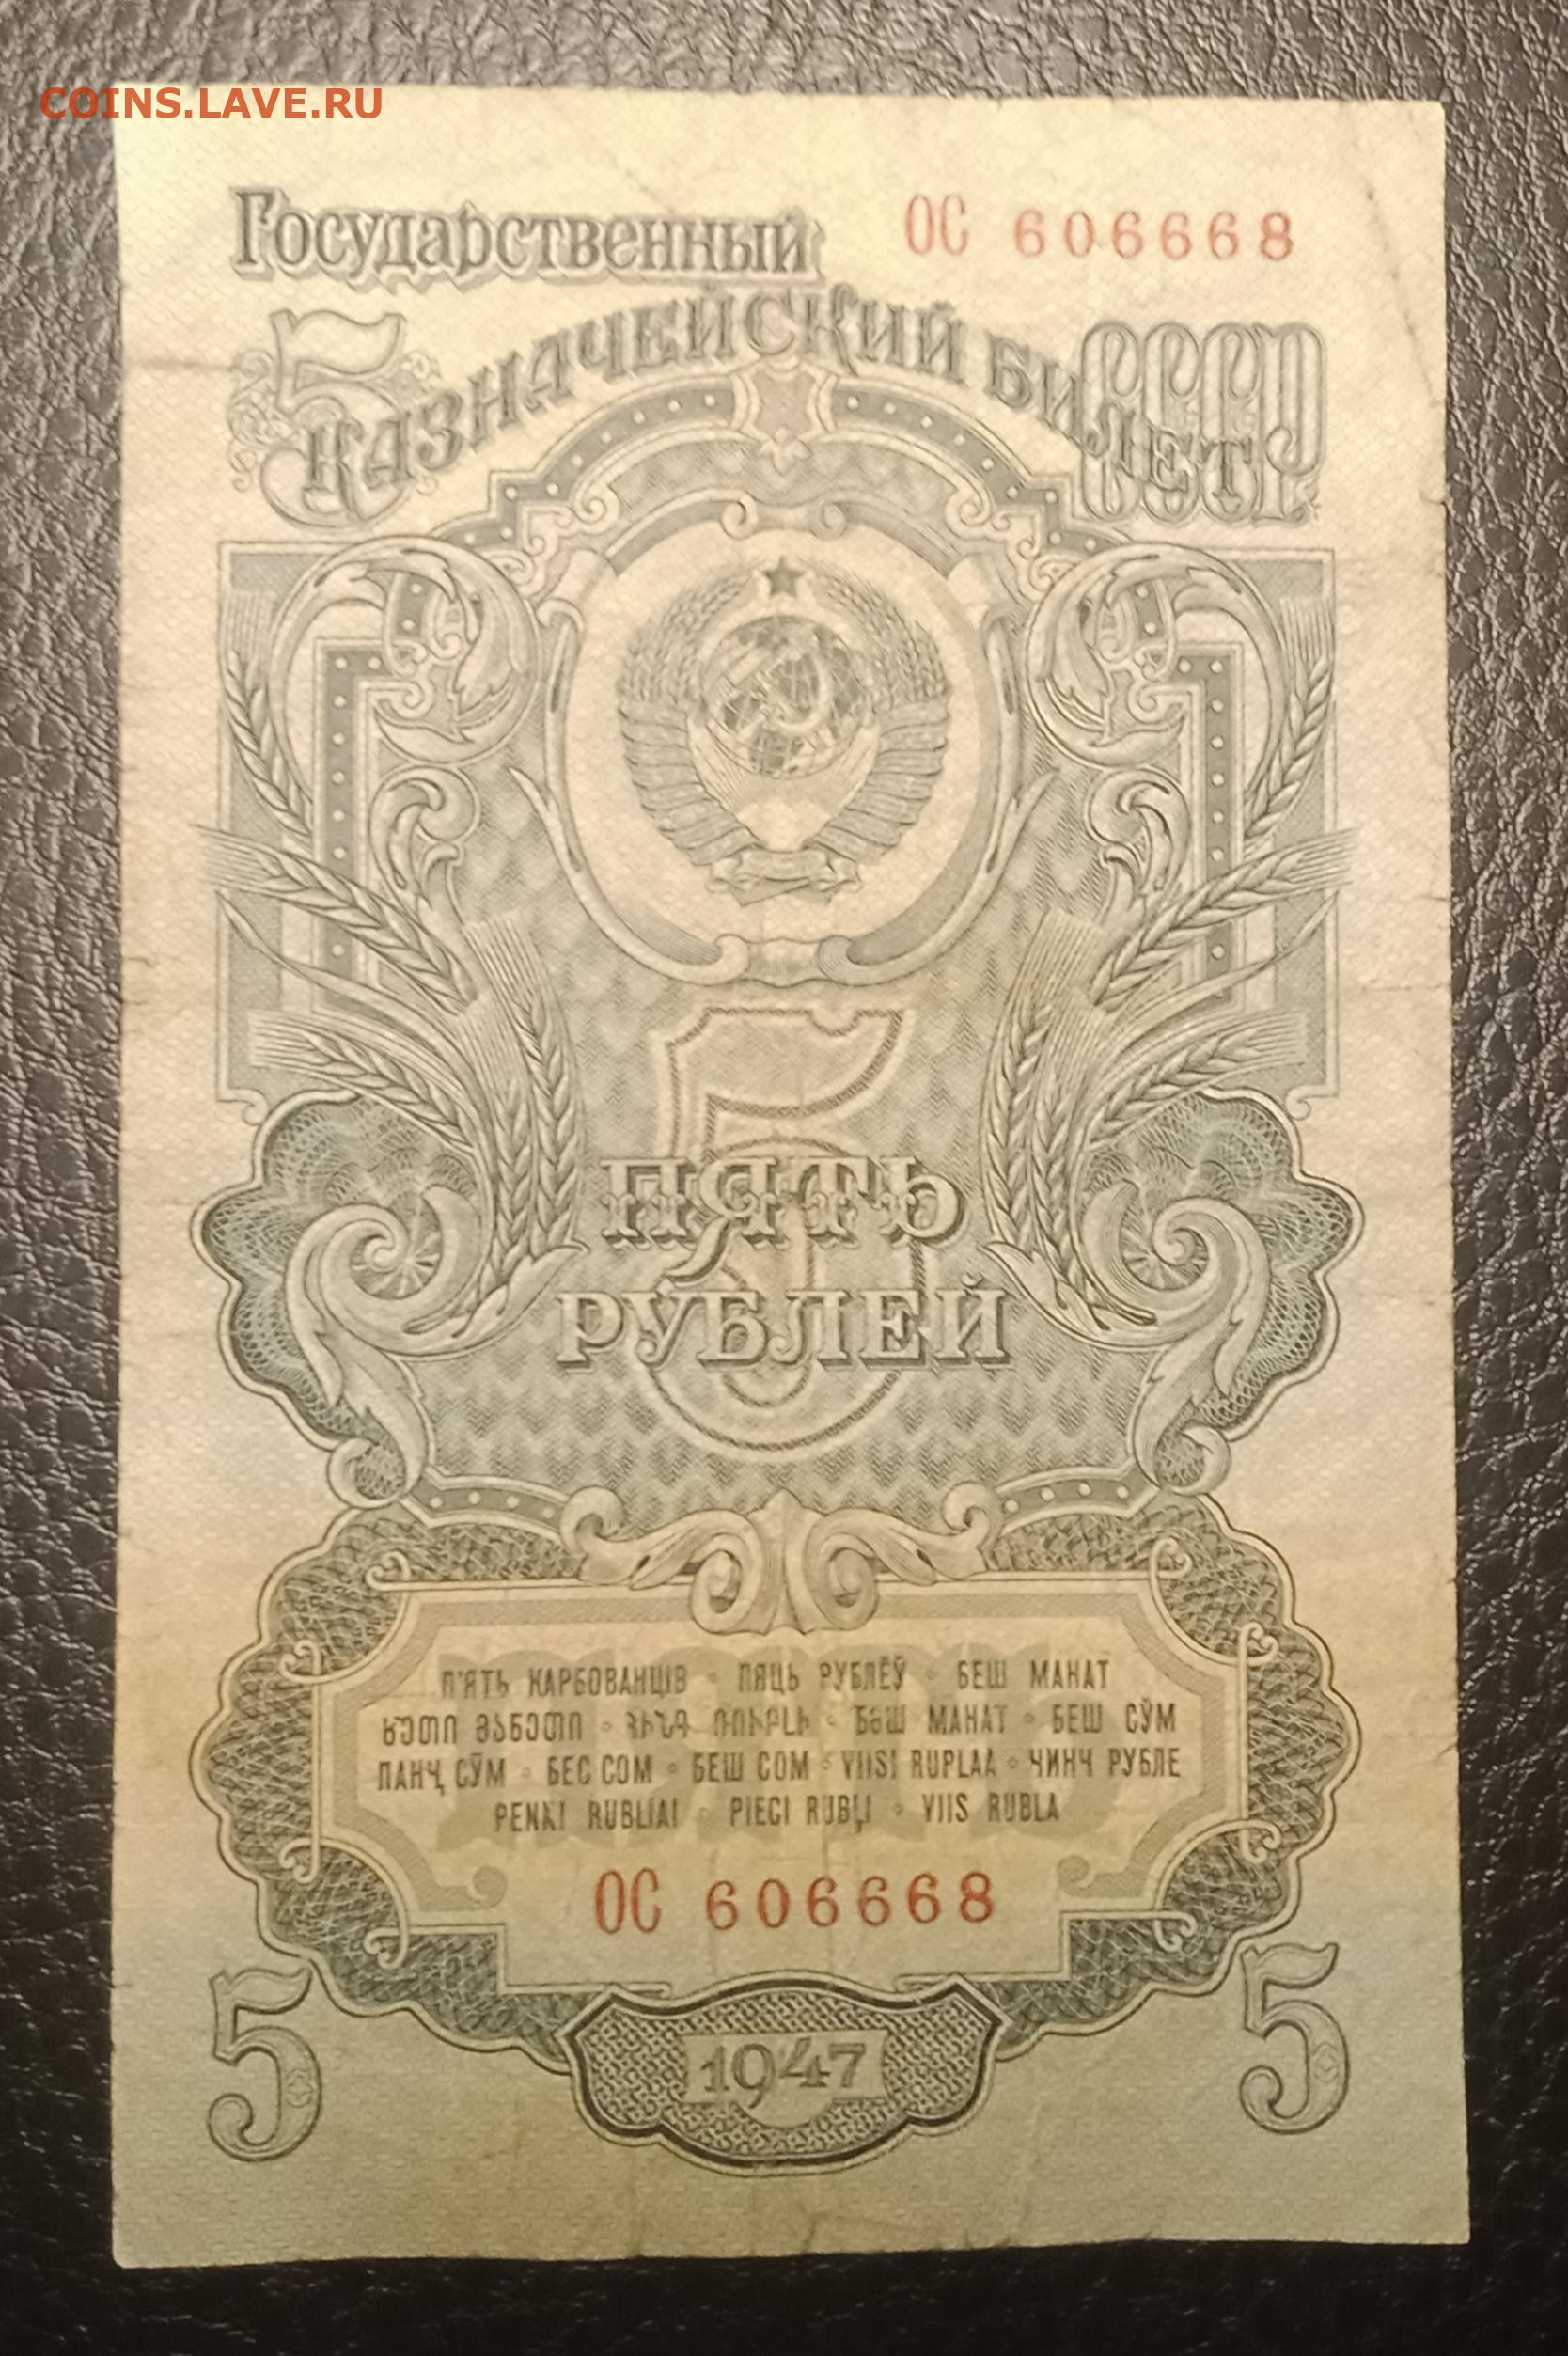 COINS.LAVE.RU
Государственный
ОС 606668
5
КАЗНАЧЕЙСКИЙ БИЛЕТ
СССР
5
ПЯТЬ
РУБЛЕЙ
ПЯТЬ
П'ЯТЬ КАРБОВАНЦІВ • ПЯЦЬ РУБЛЁЎ • БЕШ МАНАТ
ᲮᲣᲗᲘ ᲛᲐᲜᲔᲗᲘ • ՀԻՆԳ ՌՈՒԲԼԻ • БӘШ МАНАТ • БЕШ СЎМ
ПАНҶ СӮМ • БЕС СОМ • БЕШ СОМ • VIISI RUPLAA • ЧИНЧ РУБЛЕ
PENKI RUBLIAI • PIECI RUBĻI • VIIS RUBLA
ОС 606668
5
1947
5